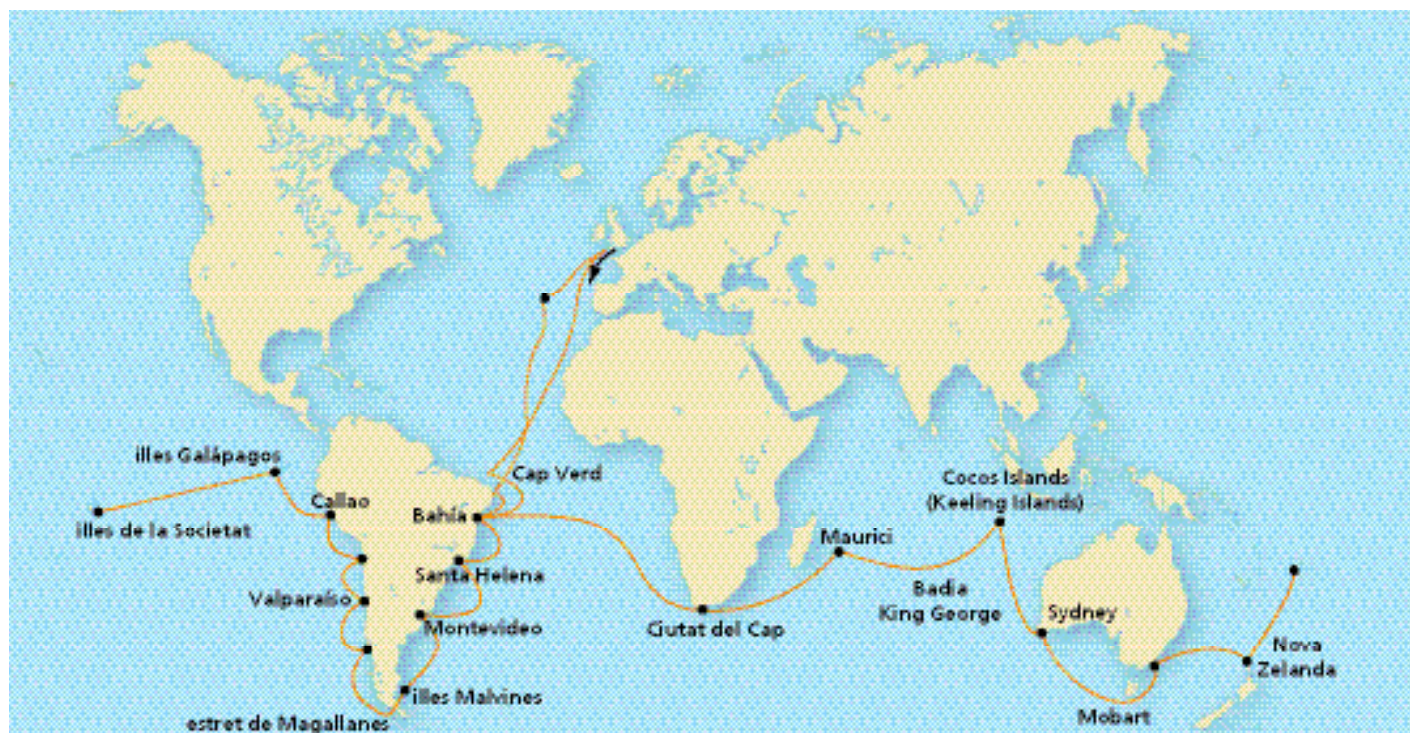 illes Galápagos
illes de la Societat
Callao
Valparaíso
estret de Magallanes
Cap Verd
Bahía
Santa Helena
Montevideo
illes Malvines
Ciutat del Cap
Maurici
Cocos Islands
(Keeling Islands)
Badia
King George
Sydney
Mobart
Nova
Zelanda